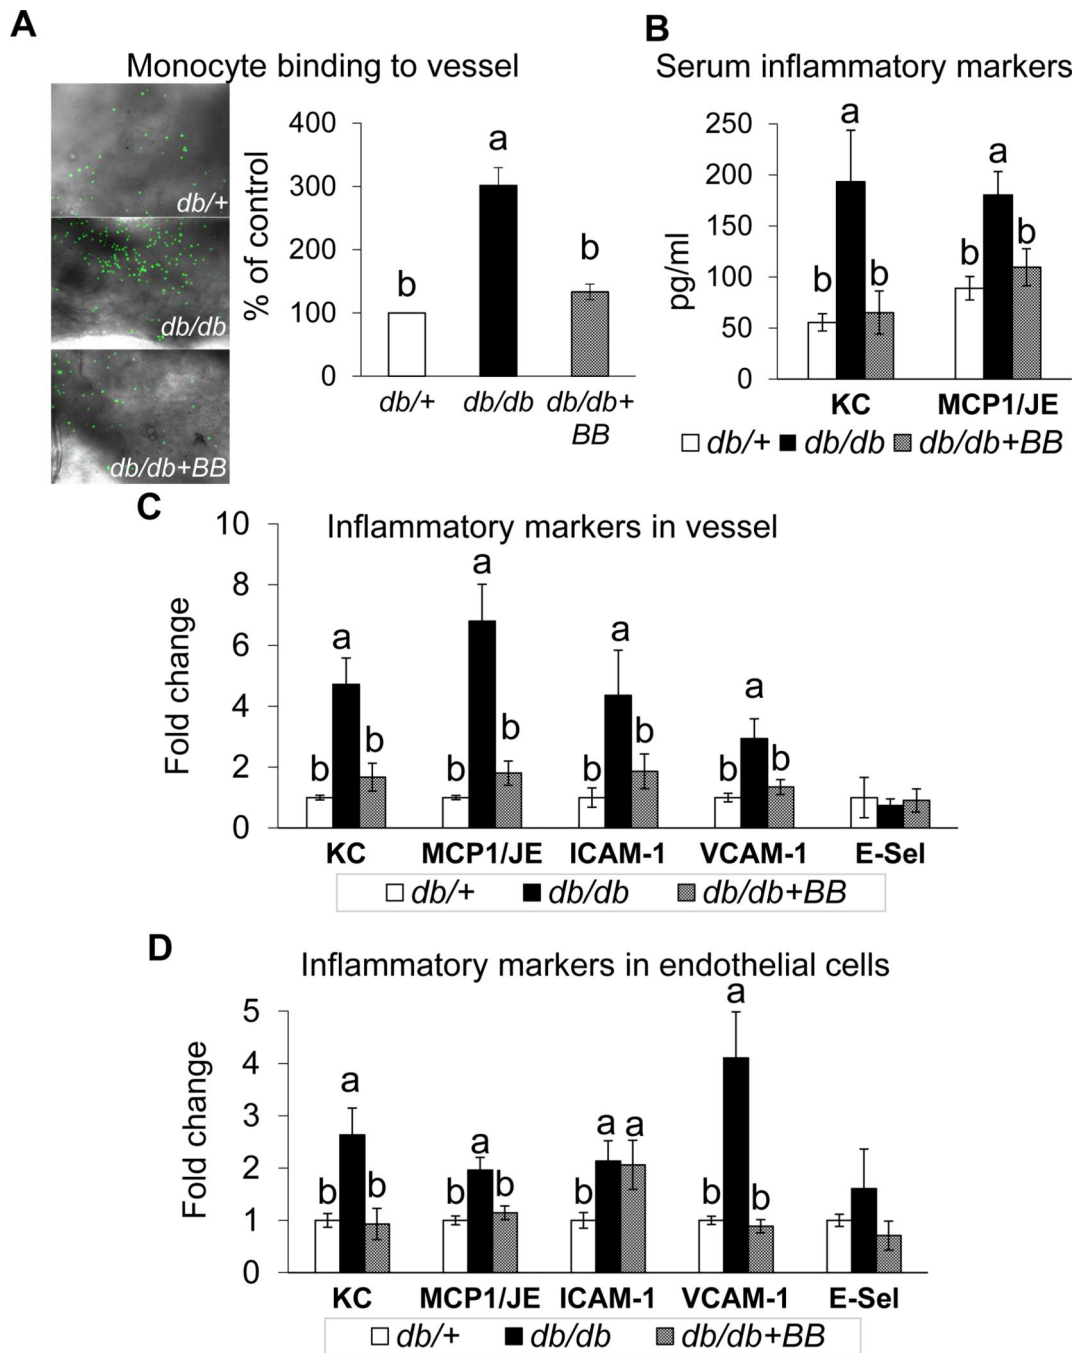 A
Monocyte binding to vessel
db/+
db/db
db/db+BB
% of control
400
300
200
100
0
b
a
b
db/+
db/db
db/db+
BB
B
Serum inflammatory markers
pg/ml
250
200
150
100
50
0
b
a
b
b
a
b
KC
MCP1/JE
db/+
db/db
db/db+BB
C
Inflammatory markers in vessel
Fold change
10
8
6
4
2
0
b
a
b
b
a
b
b
a
b
b
a
b
KC
MCP1/JE
ICAM-1
VCAM-1
E-Sel
db/+
db/db
db/db+BB
D
Inflammatory markers in endothelial cells
Fold change
5
4
3
2
1
0
b
a
b
b
a
b
b
a
a
b
a
b
KC
MCP1/JE
ICAM-1
VCAM-1
E-Sel
db/+
db/db
db/db+BB